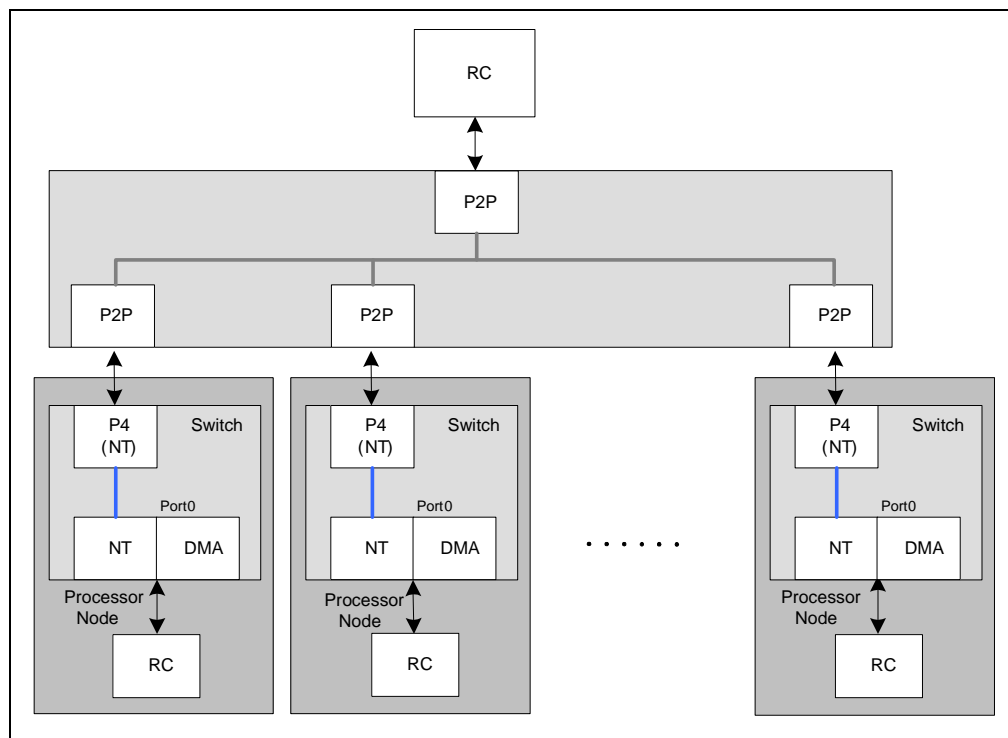 RC
P2P
P2P
P2P
P2P
P4
(NT)
Switch
Port0
NT
DMA
Processor
Node
RC
P4
(NT)
Switch
Port0
NT
DMA
Processor
Node
RC
. . . . . .
P4
(NT)
Switch
Port0
NT
DMA
Processor
Node
RC